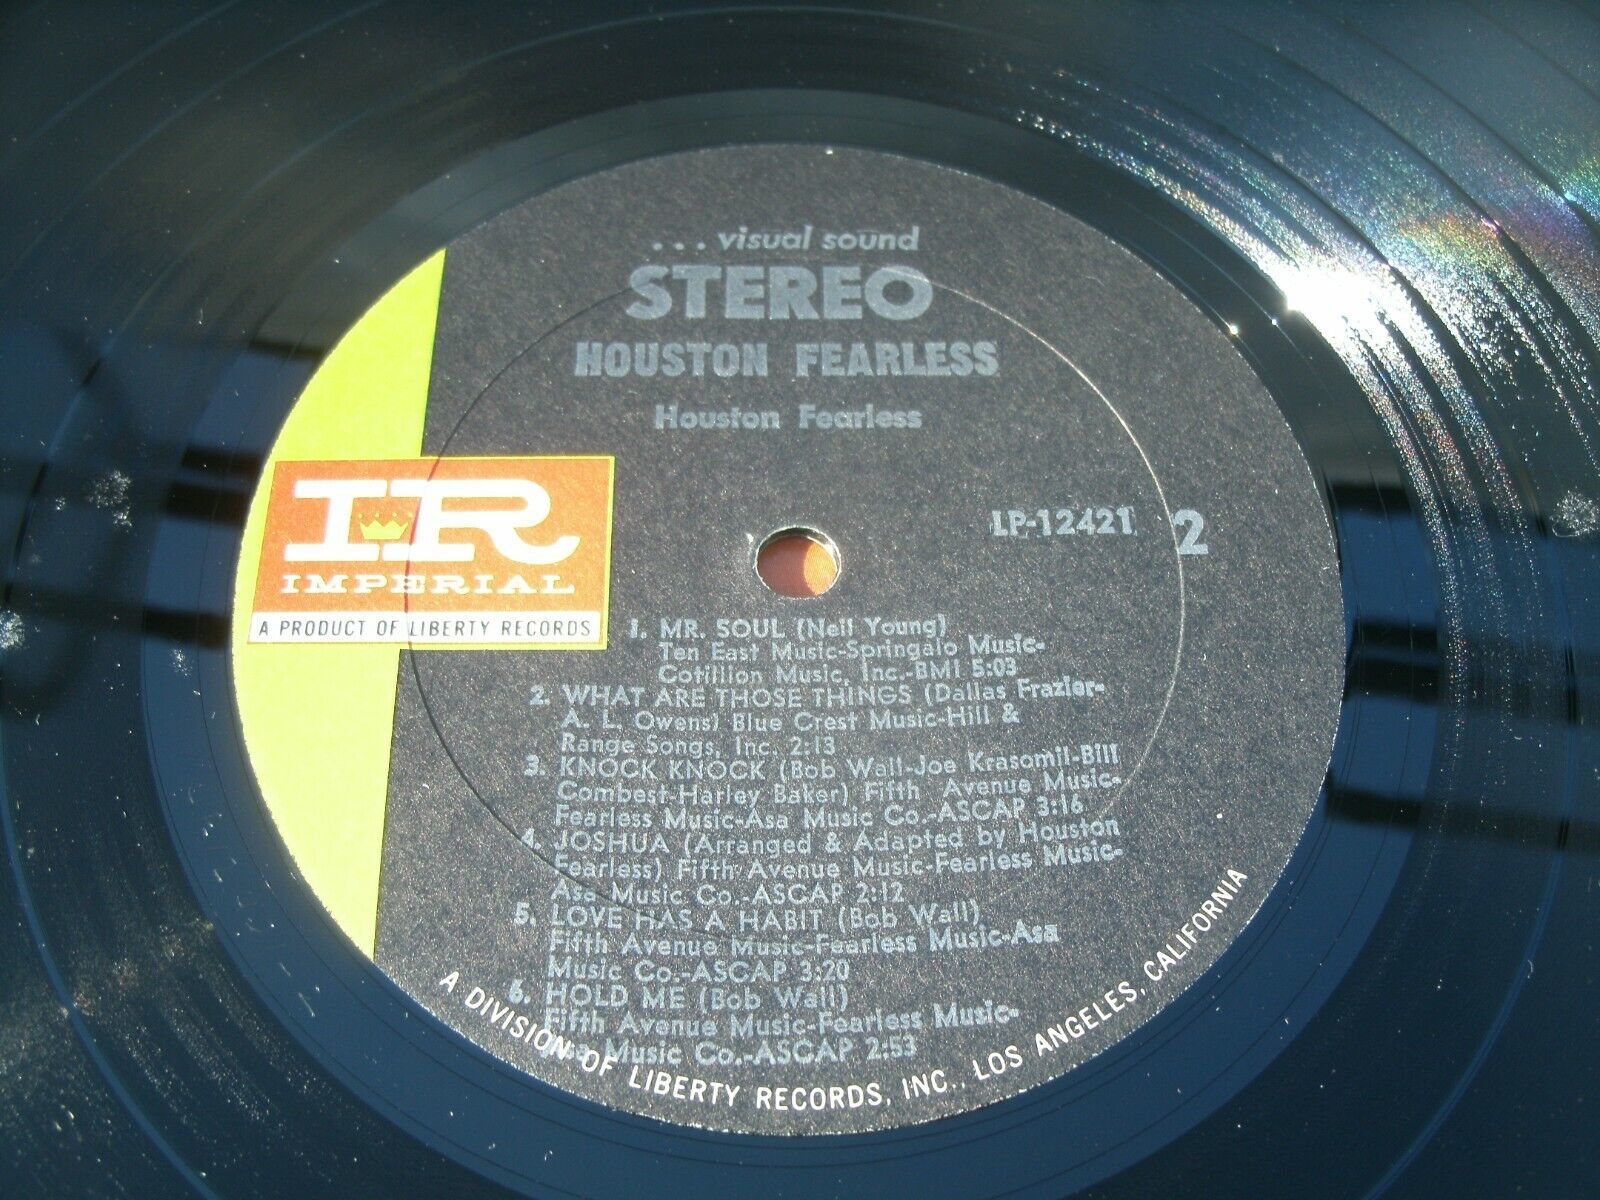 ... visual sound
STEREO
HOUSTON FEARLESS
Houston Fearless
IR
IMPERIAL
A PRODUCT OF LIBERTY RECORDS
LP-12421 2
1. MR. SOUL (Neil Young)
Ten East Music-Springalo Music-
Cotillion Music, Inc.-BMI 5:03
2. WHAT ARE THOSE THINGS (Dallas Frazier-
A. L. Owens) Blue Crest Music-Hill &
Range Songs, Inc. 2:13
3. KNOCK KNOCK (Bob Wall-Joe Krasomil-Bill
Combest-Harley Baker) Fifth Avenue Music-
Fearless Music-Asa Music Co.-ASCAP 3:16
4. JOSHUA (Arranged & Adapted by Houston
Fearless) Fifth Avenue Music-Fearless Music-
Asa Music Co.-ASCAP 2:12
5. LOVE HAS A HABIT (Bob Wall)
Fifth Avenue Music-Fearless Music-Asa
Music Co.-ASCAP 3:20
6. HOLD ME (Bob Wall)
Fifth Avenue Music-Fearless Music-
Asa Music Co.-ASCAP 2:53
A DIVISION OF LIBERTY RECORDS, INC., LOS ANGELES, CALIFORNIA